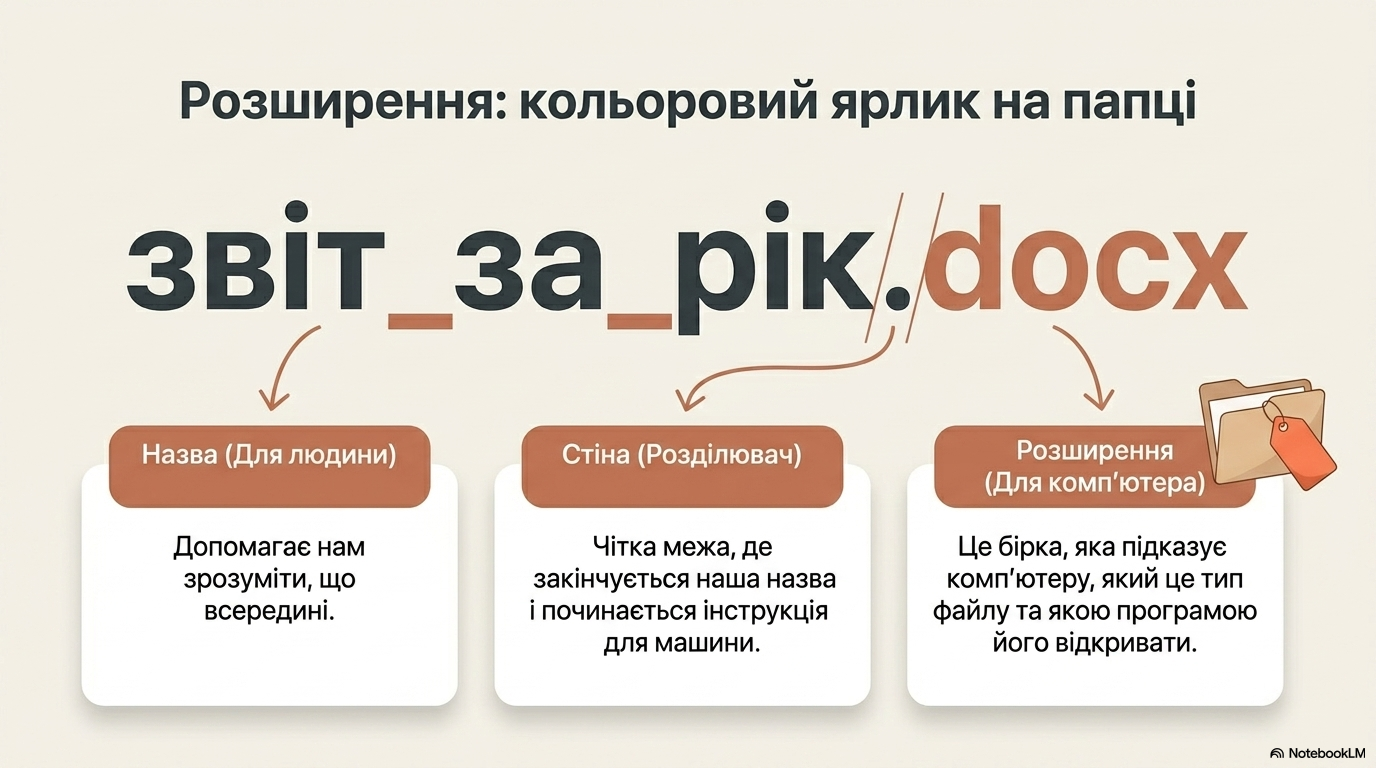 Розширення: кольоровий ярлик на папці
звіт_за_рік.docx
Назва (Для людини)
Допомагає нам
зрозуміти, що
всередині.
Стіна (Розділювач)
Чітка межа, де
закінчується наша назва
і починається інструкція
для машини.
Розширення
(Для комп’ютера)
Це бірка, яка підказує
комп’ютеру, який це тип
файлу та якою програмою
його відкривати.
NotebookLM